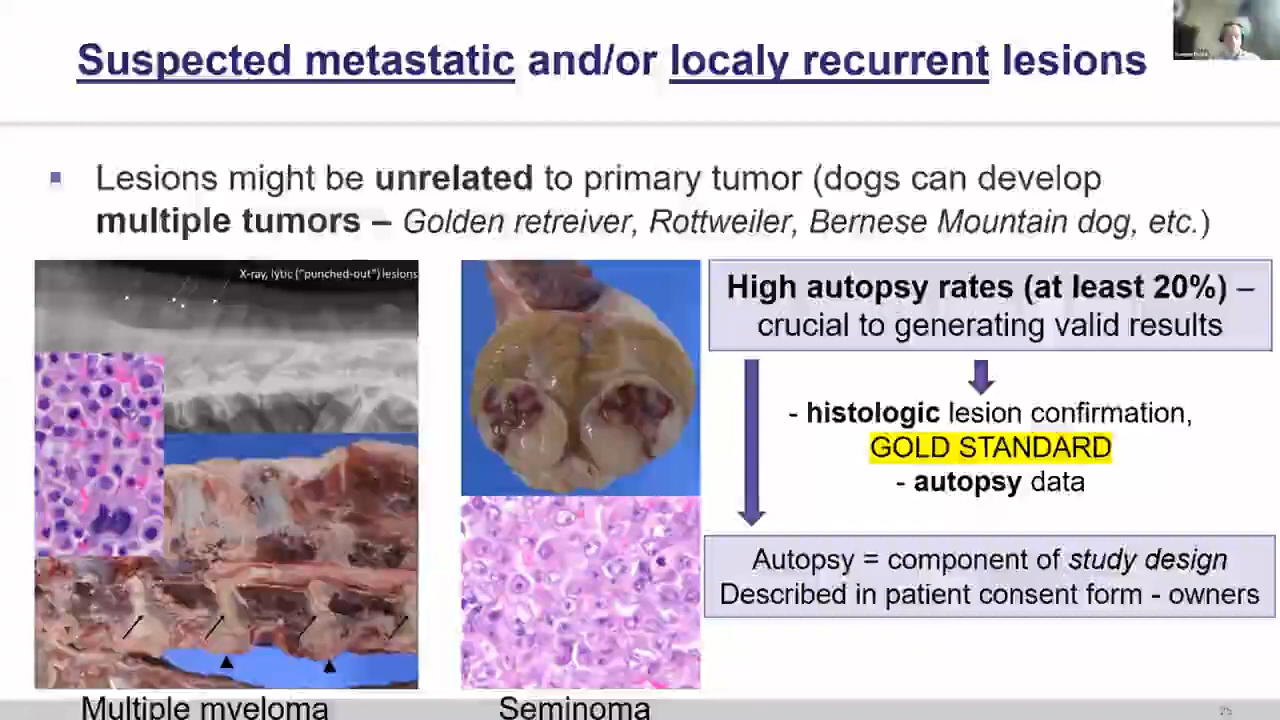 Suspected metastatic and/or localy recurrent lesions
Lesions might be unrelated to primary tumor (dogs can develop
multiple tumors – Golden retreiver, Rottweiler, Bernese Mountain dog, etc.)
X-ray, lytic ("punched-out") lesions
High autopsy rates (at least 20%) –
crucial to generating valid results
- histologic lesion confirmation,
GOLD STANDARD
- autopsy data
Autopsy = component of study design
Described in patient consent form - owners
Multiple myeloma
Seminoma